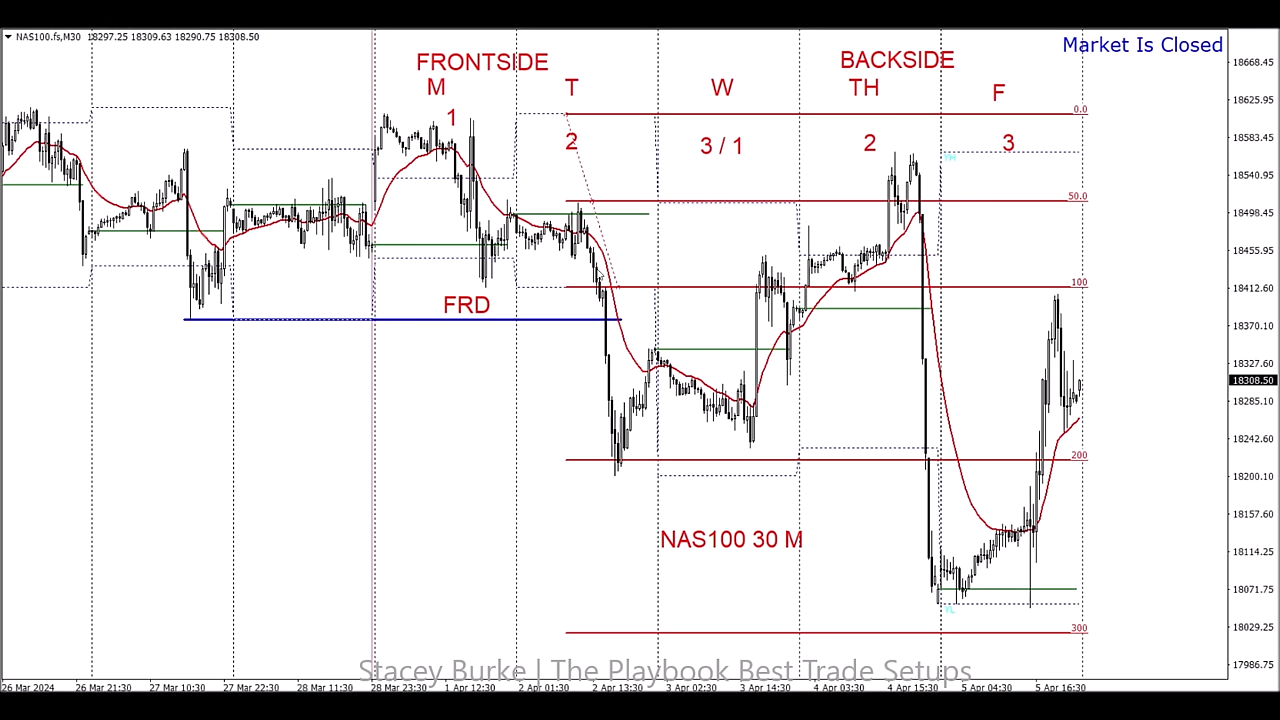 NAS100.fs,M30 18297.25 18309.63 18290.75 18308.50
Market Is Closed
FRONTSIDE
BACKSIDE
M
T
W
TH
F
1
2
3 / 1
2
3
FRD
NAS100 30 M
0.0
50.0
100
200
300
YH
YL
18668.45
18625.95
18583.45
18540.95
18498.45
18455.95
18412.60
18370.10
18327.60
18308.50
18285.10
18242.60
18200.10
18157.60
18114.25
18071.75
18029.25
17986.75
Stacey Burke | The Playbook Best Trade Setups
26 Mar 2024
26 Mar 21:30
27 Mar 10:30
27 Mar 22:30
28 Mar 11:30
28 Mar 23:30
1 Apr 12:30
2 Apr 01:30
2 Apr 13:30
3 Apr 02:30
3 Apr 14:30
4 Apr 03:30
4 Apr 15:30
5 Apr 04:30
5 Apr 16:30